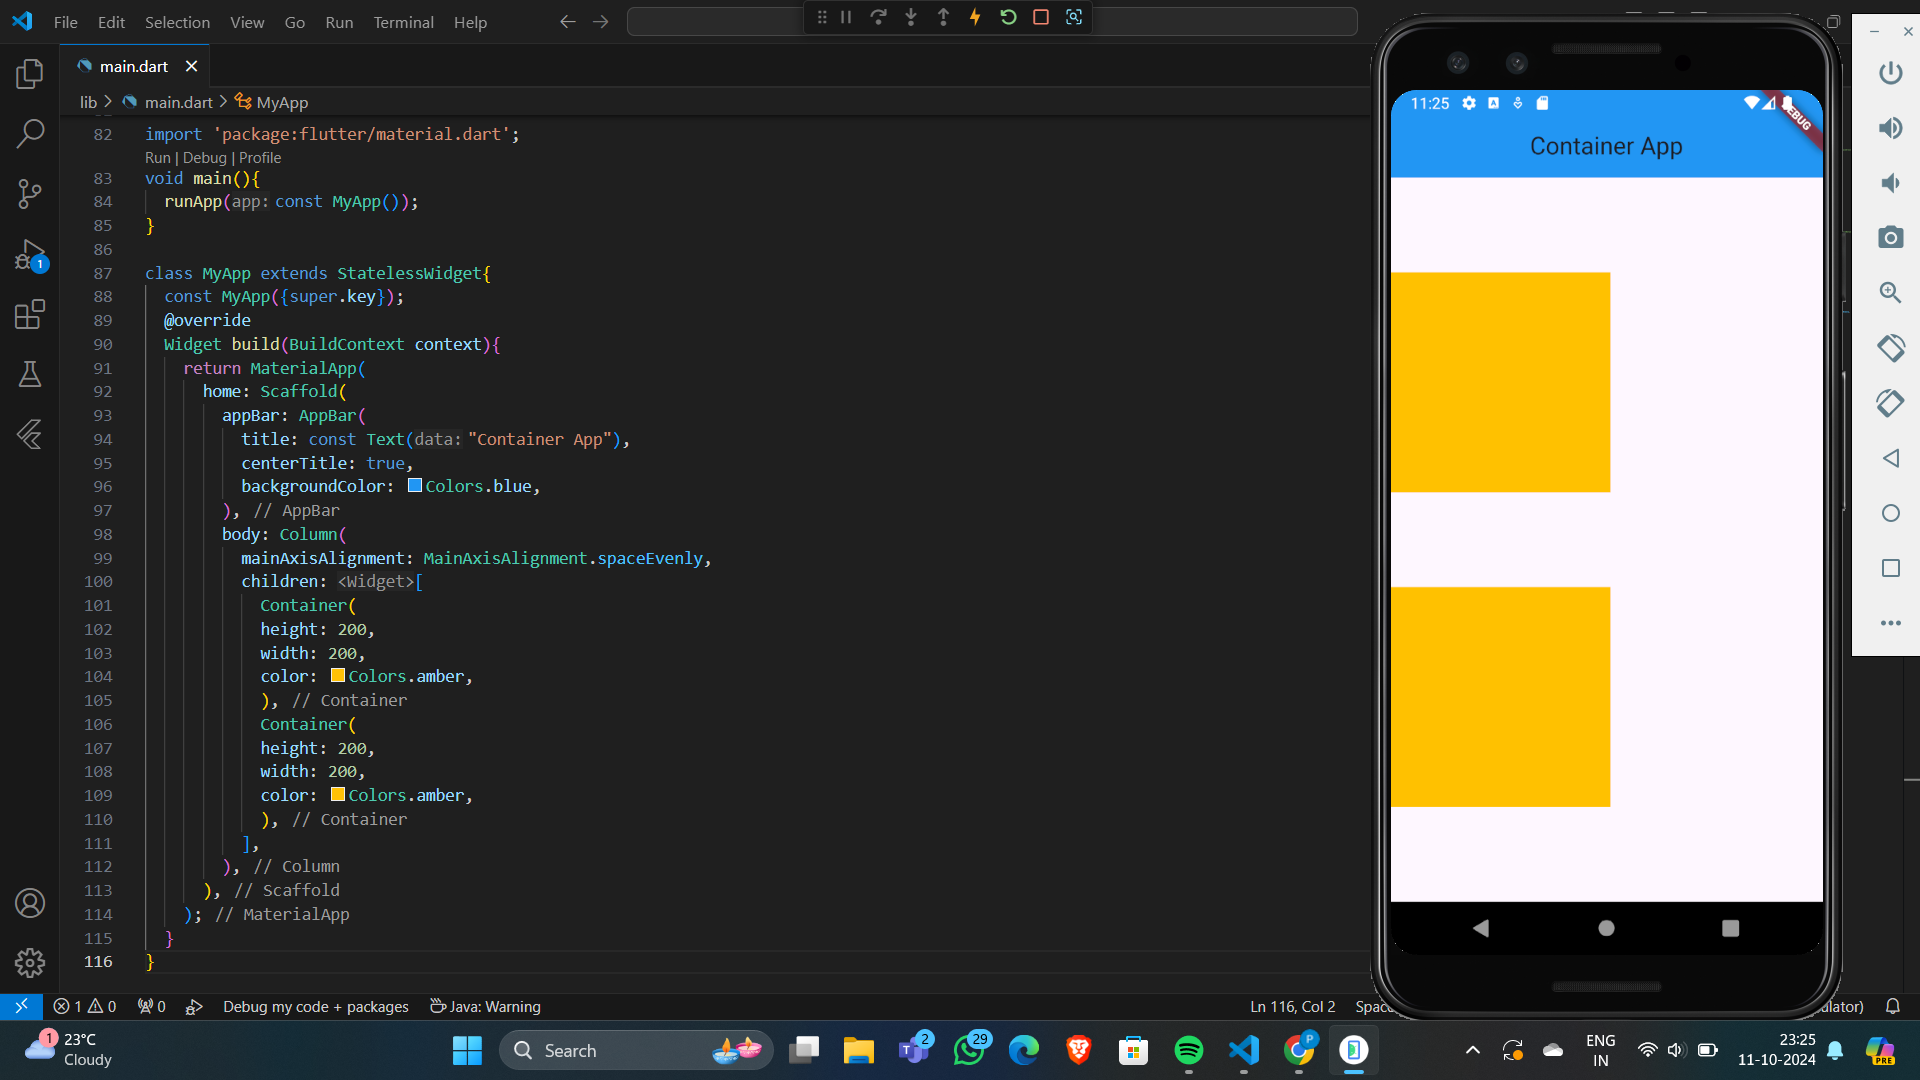 File Edit Selection View Go Run Terminal Help
main.dart
lib > main.dart > MyApp
82 import 'package:flutter/material.dart';
Run | Debug | Profile
83 void main(){
84 runApp(app: const MyApp());
85 }
86
87 class MyApp extends StatelessWidget{
88 const MyApp({super.key});
89 @override
90 Widget build(BuildContext context){
91 return MaterialApp(
92 home: Scaffold(
93 appBar: AppBar(
94 title: const Text(data: "Container App"),
95 centerTitle: true,
96 backgroundColor: Colors.blue,
97 ), // AppBar
98 body: Column(
99 mainAxisAlignment: MainAxisAlignment.spaceEvenly,
100 children: <Widget>[
101 Container(
102 height: 200,
103 width: 200,
104 color: Colors.amber,
105 ), // Container
106 Container(
107 height: 200,
108 width: 200,
109 color: Colors.amber,
110 ), // Container
111 ],
112 ), // Column
113 ), // Scaffold
114 ); // MaterialApp
115 }
116 }
1
11:25
Container App
1 0 0 Debug my code + packages Java: Warning
Ln 116, Col 2
1
23°C
Cloudy
Search
2
29
P
ENG
IN
23:25
11-10-2024
PRE